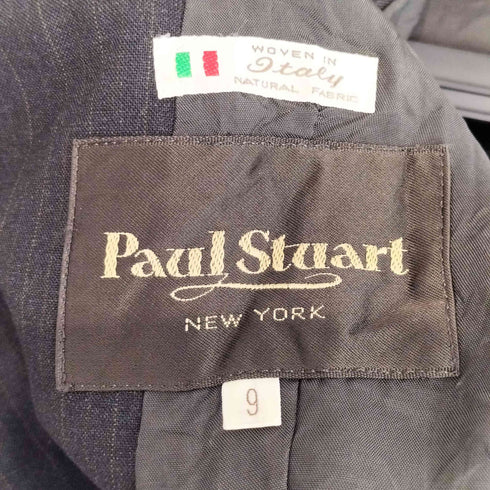 WOVEN IN
Italy
NATURAL FABRIC
Paul Stuart
NEW YORK
9